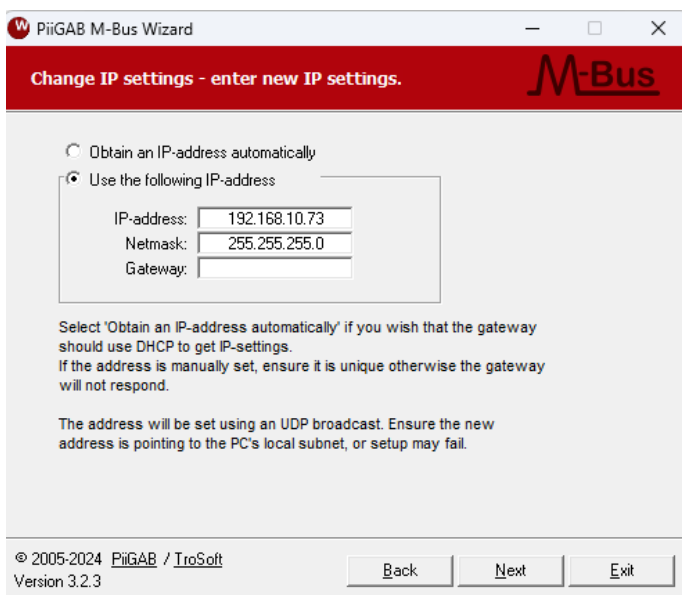 W PiiGAB M-Bus Wizard
Change IP settings - enter new IP settings.
M-Bus
Obtain an IP-address automatically
Use the following IP-address
IP-address: 192.168.10.73
Netmask: 255.255.255.0
Gateway:
Select 'Obtain an IP-address automatically' if you wish that the gateway
should use DHCP to get IP-settings.
If the address is manually set, ensure it is unique otherwise the gateway
will not respond.
The address will be set using an UDP broadcast. Ensure the new
address is pointing to the PC's local subnet, or setup may fail.
© 2005-2024 PiiGAB / TroSoft
Version 3.2.3
Back Next Exit